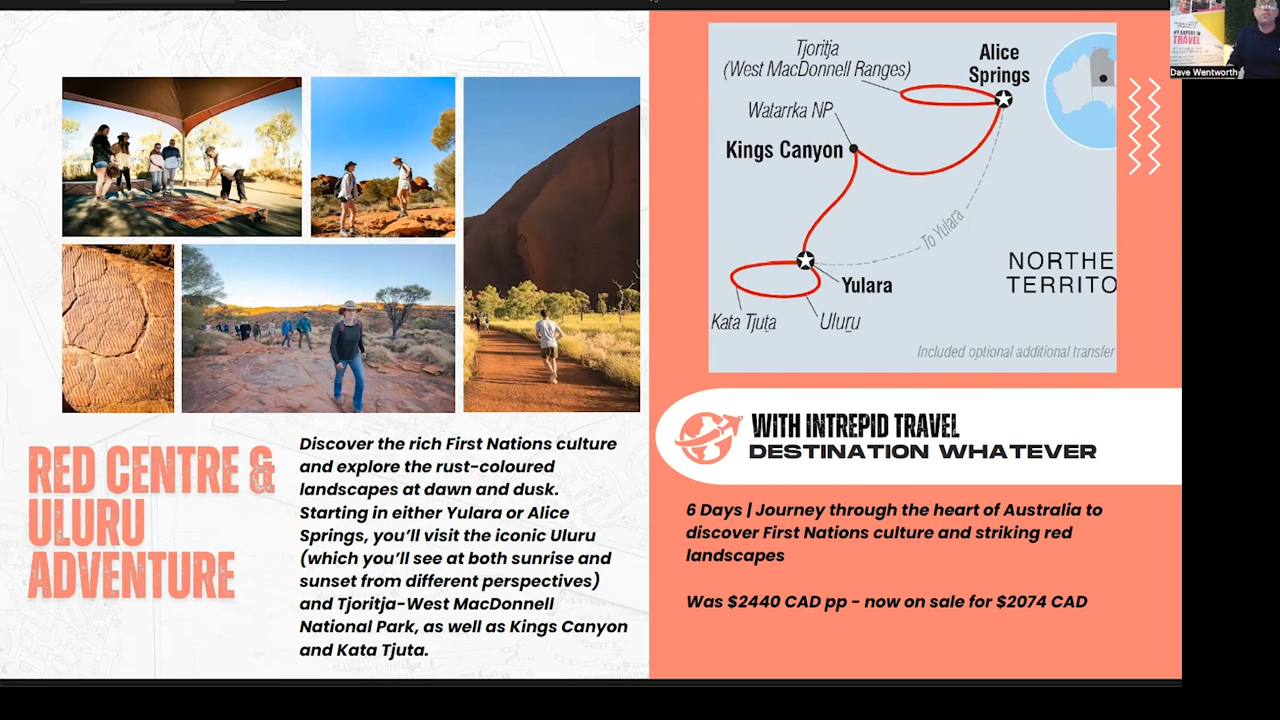 RED CENTRE &
ULURU
ADVENTURE
Discover the rich First Nations culture
and explore the rust-coloured
landscapes at dawn and dusk.
Starting in either Yulara or Alice
Springs, you'll visit the iconic Uluru
(which you'll see at both sunrise and
sunset from different perspectives)
and Tjoritja-West MacDonnell
National Park, as well as Kings Canyon
and Kata Tjuta.
Tjoritja
(West MacDonnell Ranges)
Alice
Springs
Watarrka NP
Kings Canyon
To Yulara
NORTHE
TERRITO
Yulara
Kata Tjuṯa
Uluṟu
Included optional additional transfer
WITH INTREPID TRAVEL
DESTINATION WHATEVER
6 Days | Journey through the heart of Australia to
discover First Nations culture and striking red
landscapes
Was $2440 CAD pp - now on sale for $2074 CAD
TRAVEL
Dave Wentworth